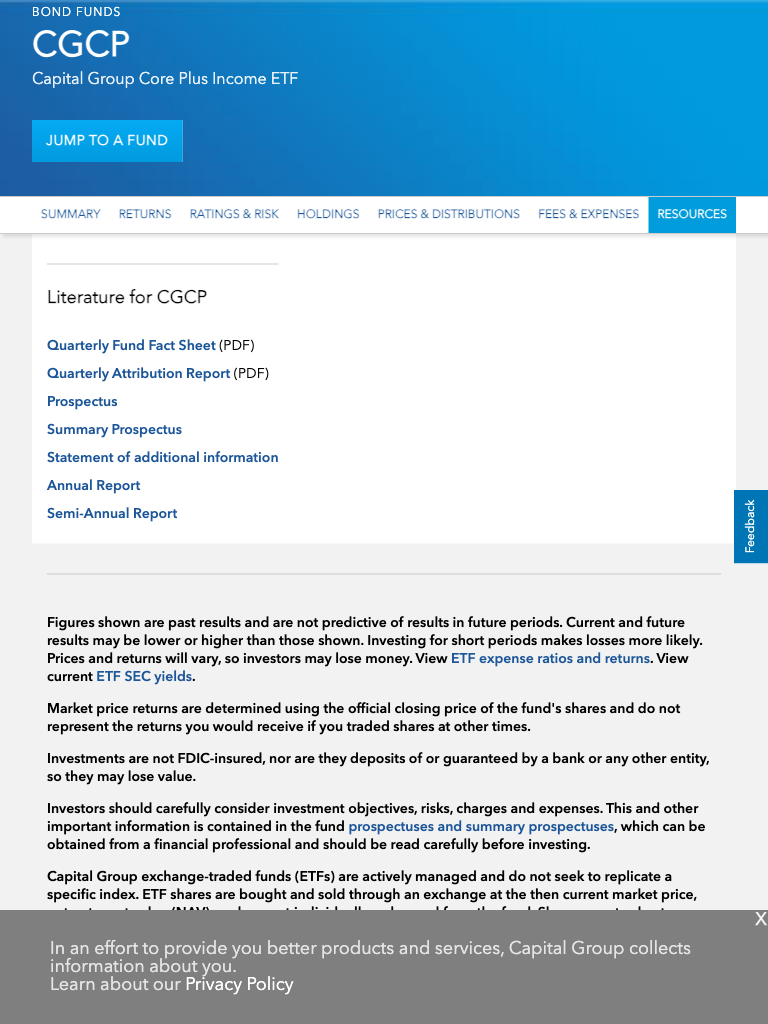 BOND FUNDS
CGCP
Capital Group Core Plus Income ETF
JUMP TO A FUND
SUMMARY RETURNS RATINGS & RISK HOLDINGS PRICES & DISTRIBUTIONS FEES & EXPENSES RESOURCES
Literature for CGCP
Quarterly Fund Fact Sheet (PDF)
Quarterly Attribution Report (PDF)
Prospectus
Summary Prospectus
Statement of additional information
Annual Report
Semi-Annual Report
Feedback
Figures shown are past results and are not predictive of results in future periods. Current and future
results may be lower or higher than those shown. Investing for short periods makes losses more likely.
Prices and returns will vary, so investors may lose money. View ETF expense ratios and returns. View
current ETF SEC yields.
Market price returns are determined using the official closing price of the fund's shares and do not
represent the returns you would receive if you traded shares at other times.
Investments are not FDIC-insured, nor are they deposits of or guaranteed by a bank or any other entity,
so they may lose value.
Investors should carefully consider investment objectives, risks, charges and expenses. This and other
important information is contained in the fund prospectuses and summary prospectuses, which can be
obtained from a financial professional and should be read carefully before investing.
Capital Group exchange-traded funds (ETFs) are actively managed and do not seek to replicate a
specific index. ETF shares are bought and sold through an exchange at the then current market price,
X
In an effort to provide you better products and services, Capital Group collects
information about you.
Learn about our Privacy Policy